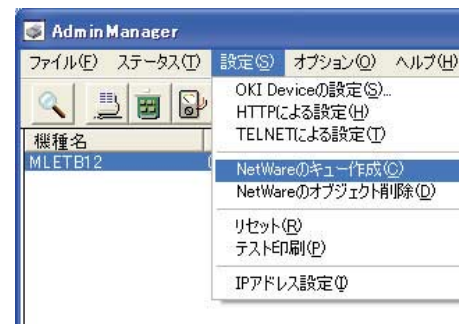 AdminManager
ファイル(F) ステータス(T) 設定(S) オプション(O) ヘルプ(H)
OKI Deviceの設定(S)...
HTTPによる設定(H)
TELNETによる設定(T)
機種名
MLETB12
NetWareのキュー作成(C)
NetWareのオブジェクト削除(D)
リセット(R)
テスト印刷(P)
IPアドレス設定(I)